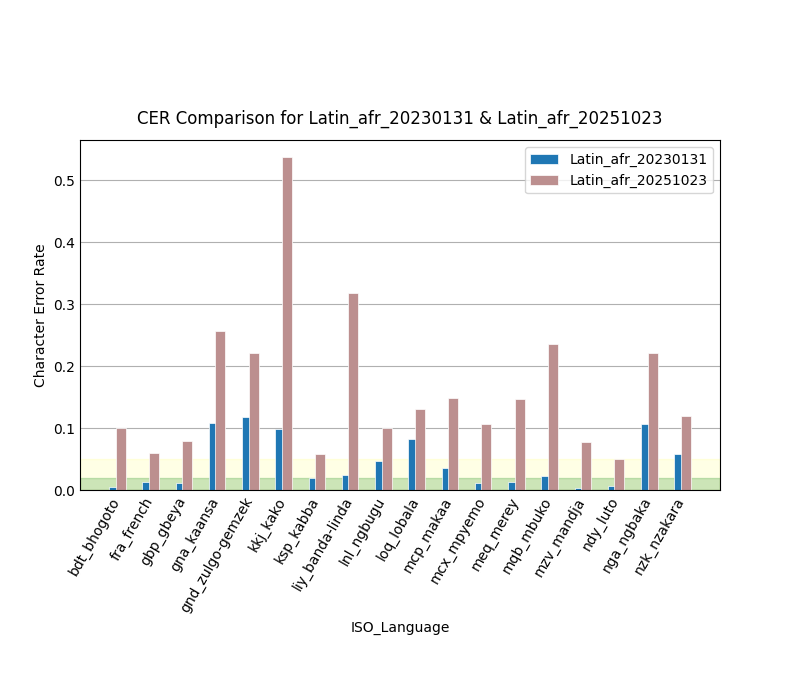 CER Comparison for Latin_afr_20230131 & Latin_afr_20251023
Latin_afr_20230131
Latin_afr_20251023
Character Error Rate
0.5
0.4
0.3
0.2
0.1
0.0
bdt_bhogoto
fra_french
gbp_gbeya
gna_kaansa
gnd_zulgo-gemzek
kkj_kako
ksp_kabba
liy_banda-linda
lnl_ngbugu
loq_lobala
mcp_makaa
mcx_mpyemo
meq_merey
mqb_mbuko
mzv_mandja
ndy_luto
nga_ngbaka
nzk_nzakara
ISO_Language